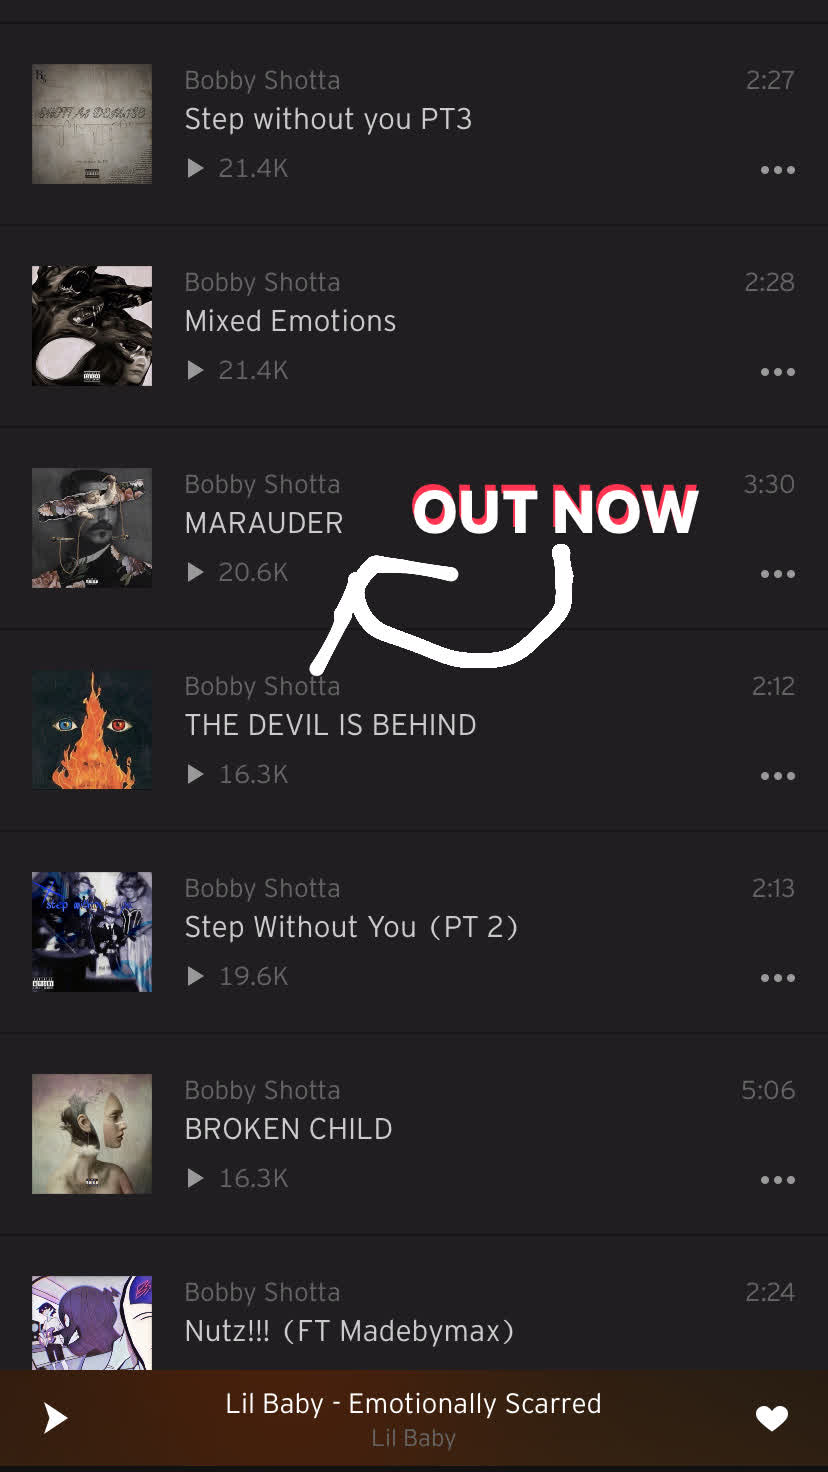 Bobby Shotta 2:27
Step without you PT3
21.4K
Bobby Shotta 2:28
Mixed Emotions
21.4K
Bobby Shotta 3:30
MARAUDER OUT NOW
20.6K
Bobby Shotta 2:12
THE DEVIL IS BEHIND
16.3K
Bobby Shotta 2:13
Step Without You (PT 2)
19.6K
Bobby Shotta 5:06
BROKEN CHILD
16.3K
Bobby Shotta 2:24
Nutz!!! (FT Madebymax)
Lil Baby - Emotionally Scarred
Lil Baby